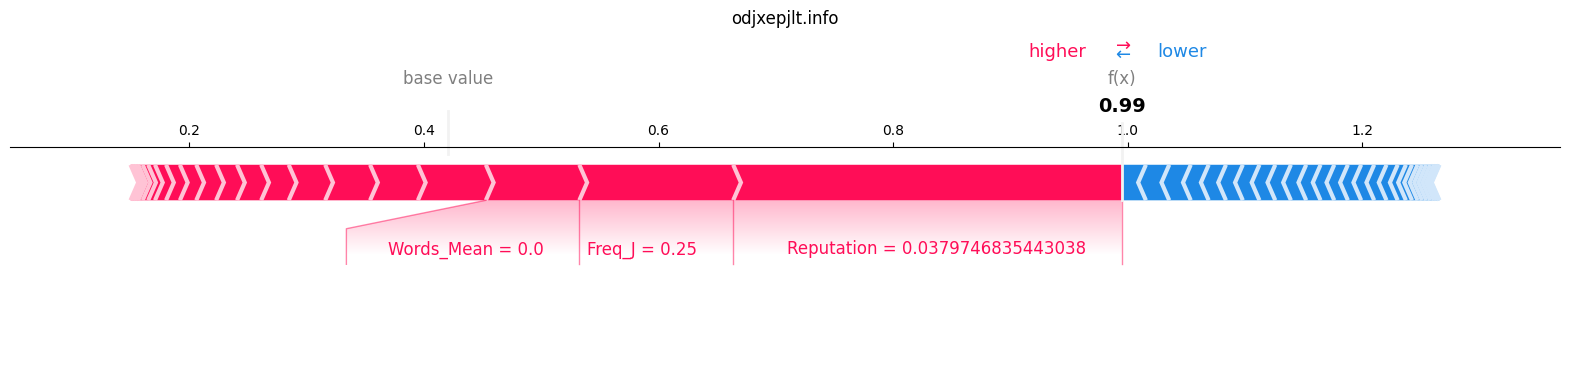 odjxepjlt.info
higher → ← lower
base value f(x)
0.99
0.2 0.4 0.6 0.8 1.0 1.2
Words_Mean = 0.0 Freq_J = 0.25 Reputation = 0.0379746835443038